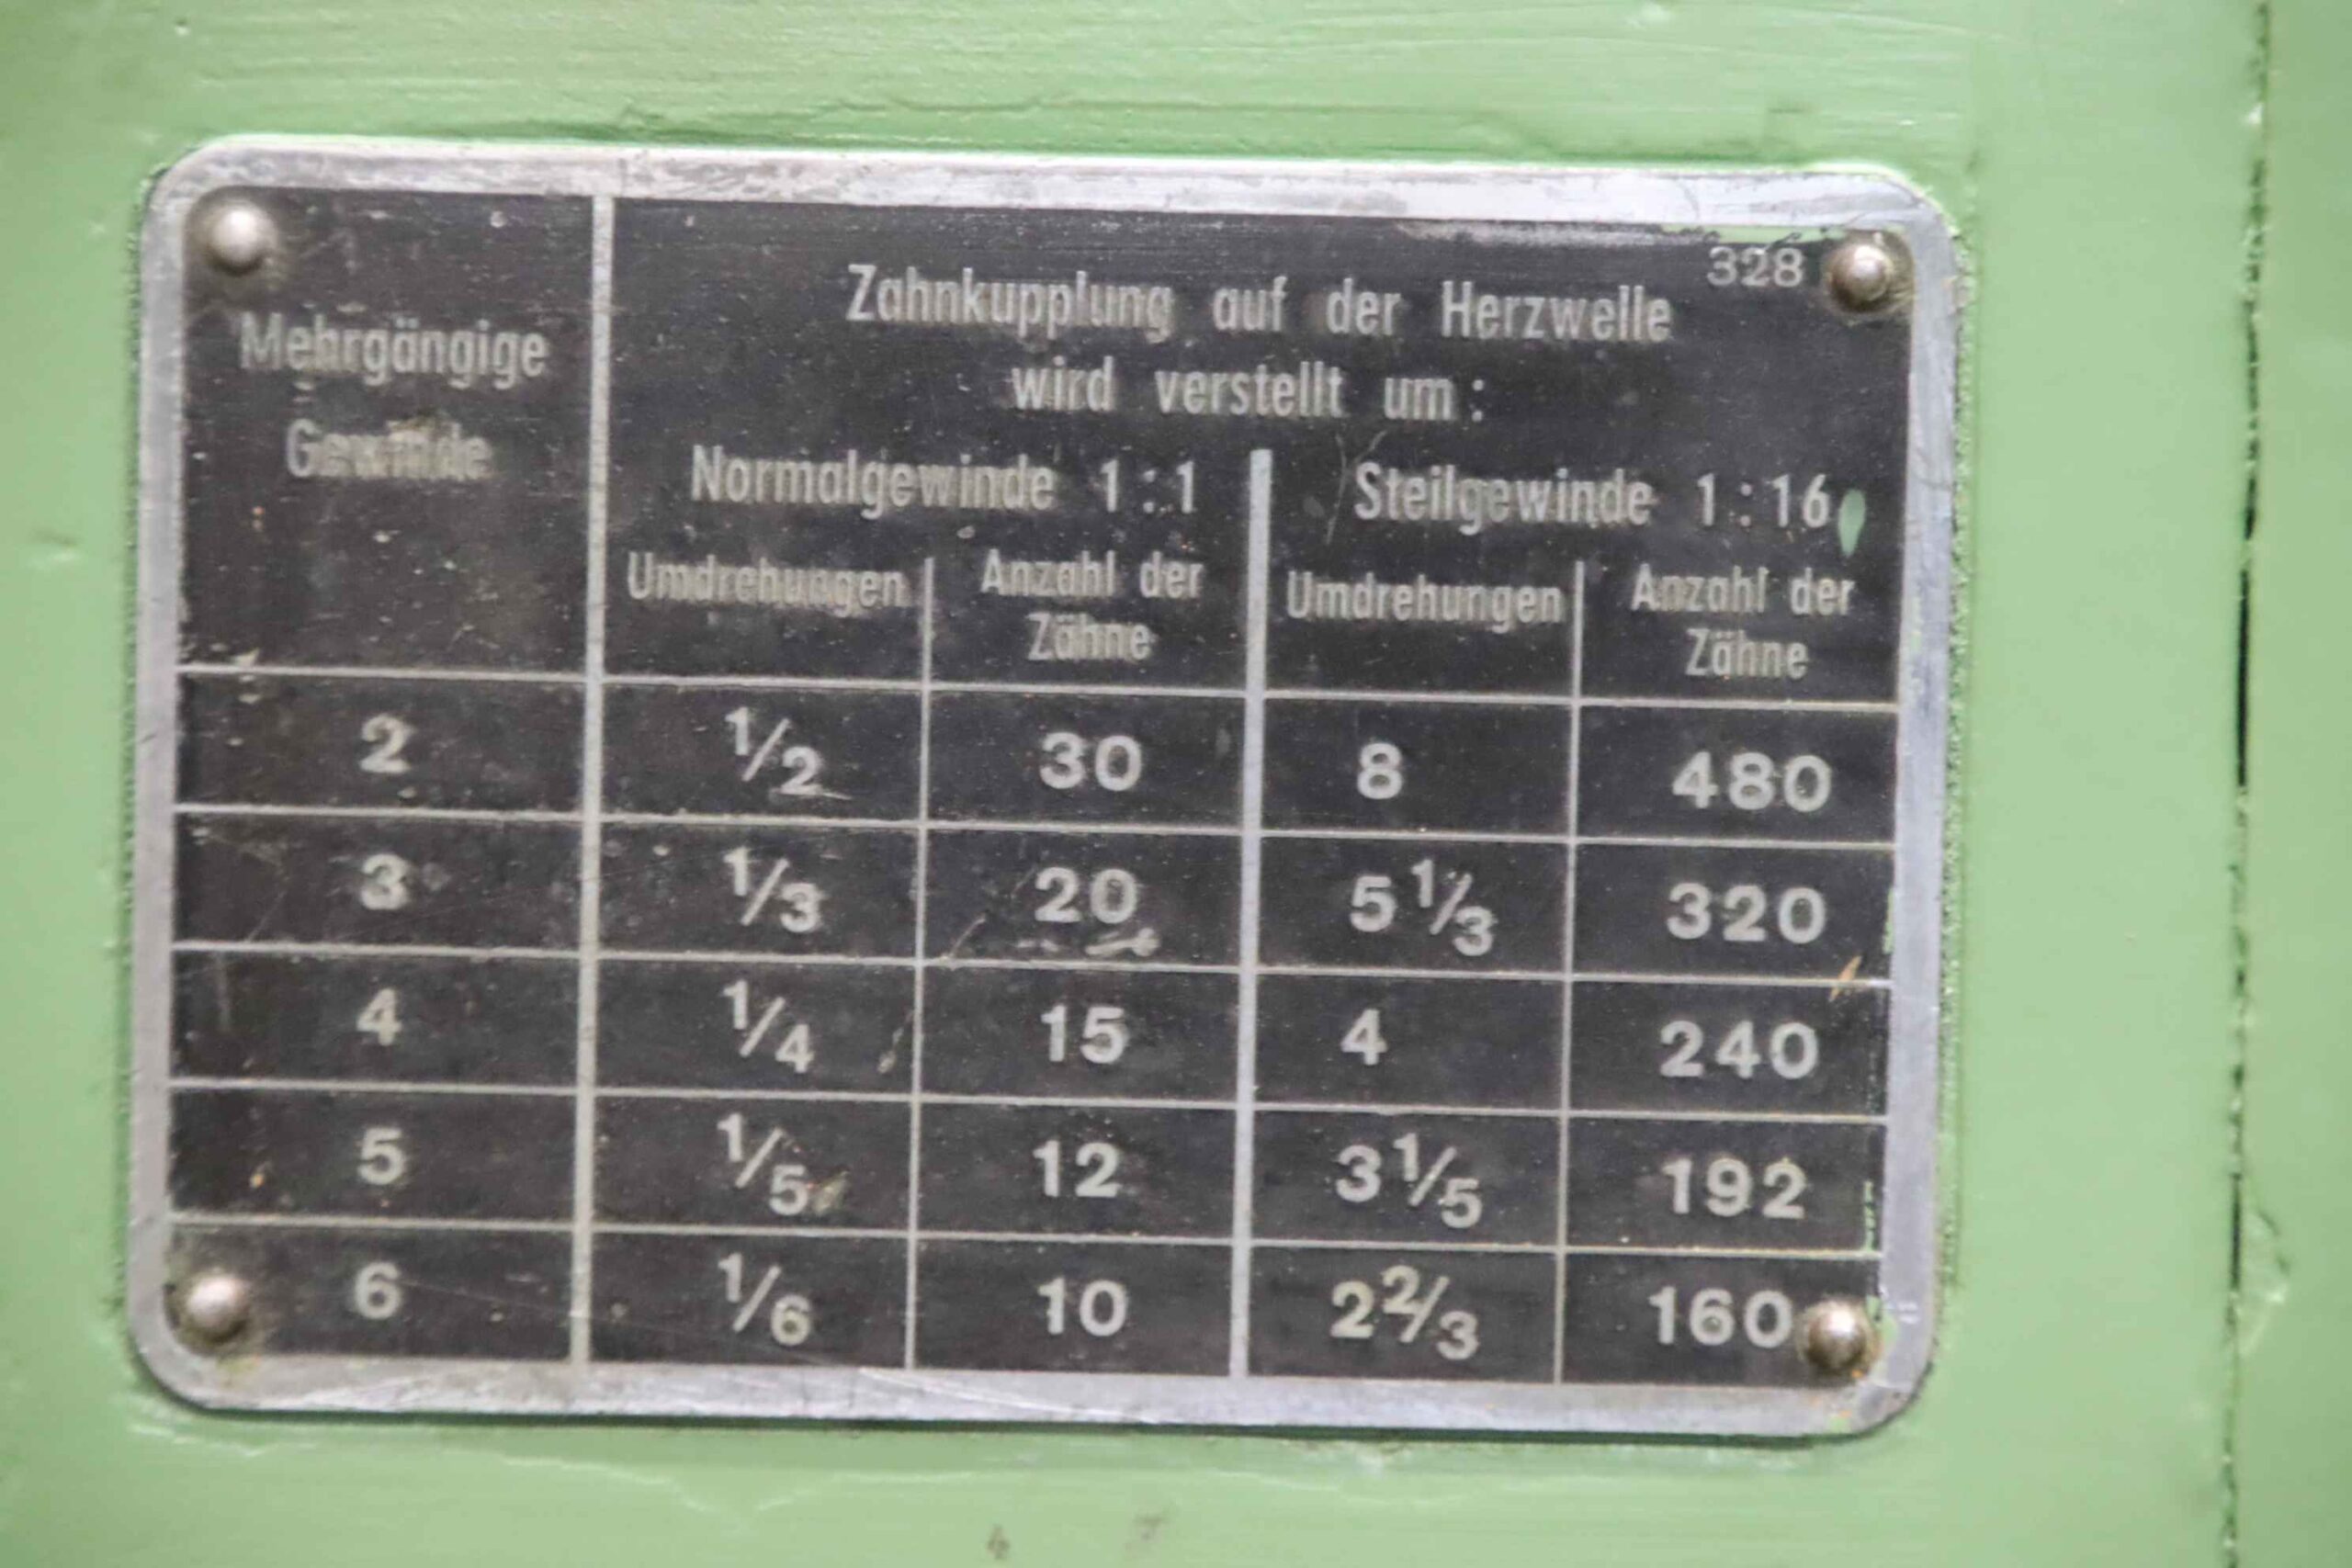 328
Mehrgängige
Gewinde
Zahnkupplung auf der Herzwelle
wird verstellt um:
Normalgewinde 1:1 Steilgewinde 1:16
Umdrehungen Anzahl der Zähne Umdrehungen Anzahl der Zähne
2 1/2 30 8 480
3 1/3 20 5 1/3 320
4 1/4 15 4 240
5 1/5 12 3 1/5 192
6 1/6 10 2 2/3 160